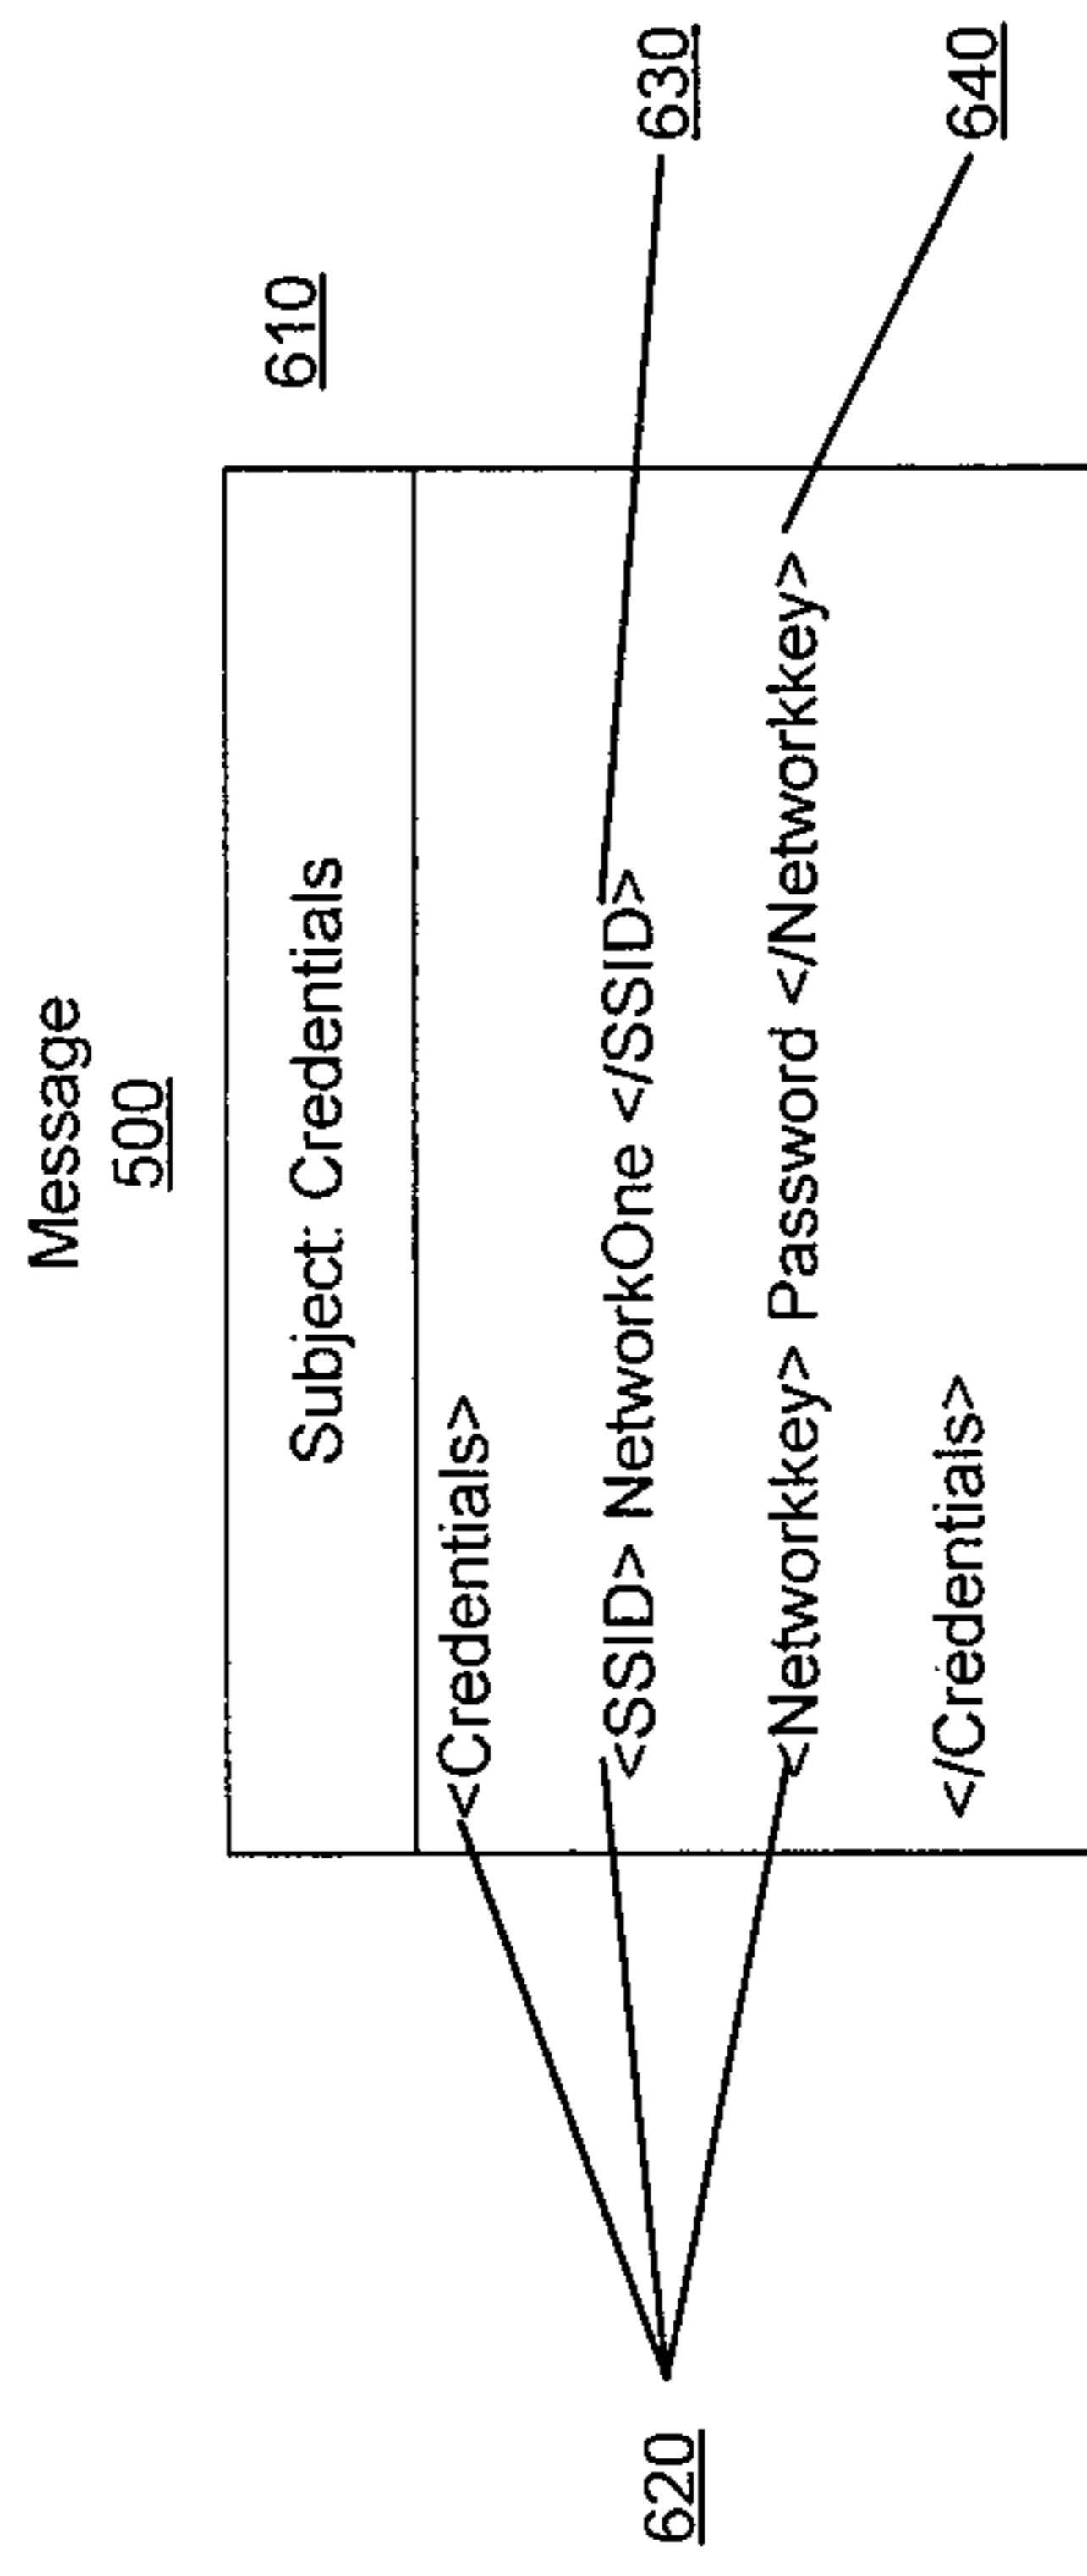 Message
500
610
Subject: Credentials
<Credentials>
620
<SSID> NetworkOne </SSID>
630
<Networkkey> Password </Networkkey>
640
</Credentials>